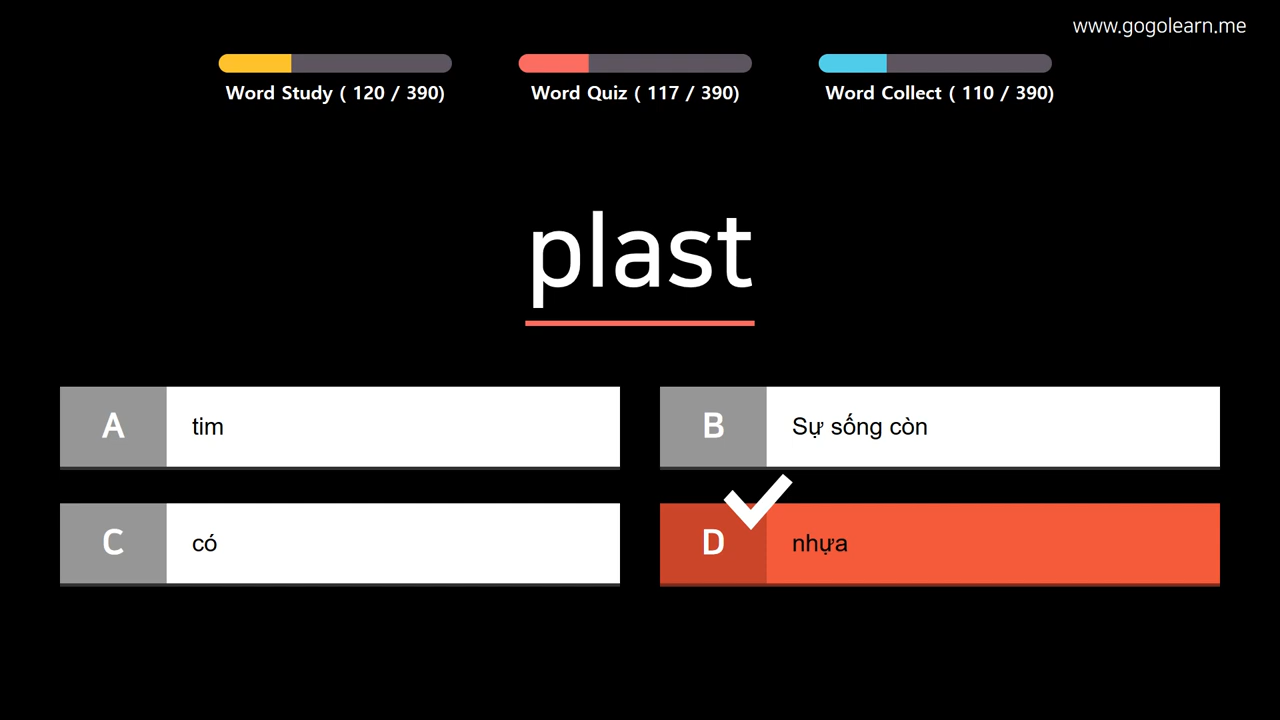 www.gogolearn.me
Word Study ( 120 / 390)
Word Quiz ( 117 / 390)
Word Collect ( 110 / 390)
plast
A tim
B Sự sống còn
C có
D nhựa